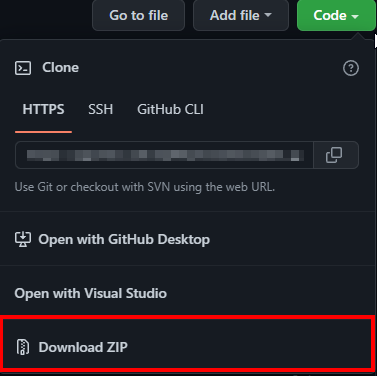 Go to file Add file Code
Clone
HTTPS SSH GitHub CLI
Use Git or checkout with SVN using the web URL.
Open with GitHub Desktop
Open with Visual Studio
Download ZIP